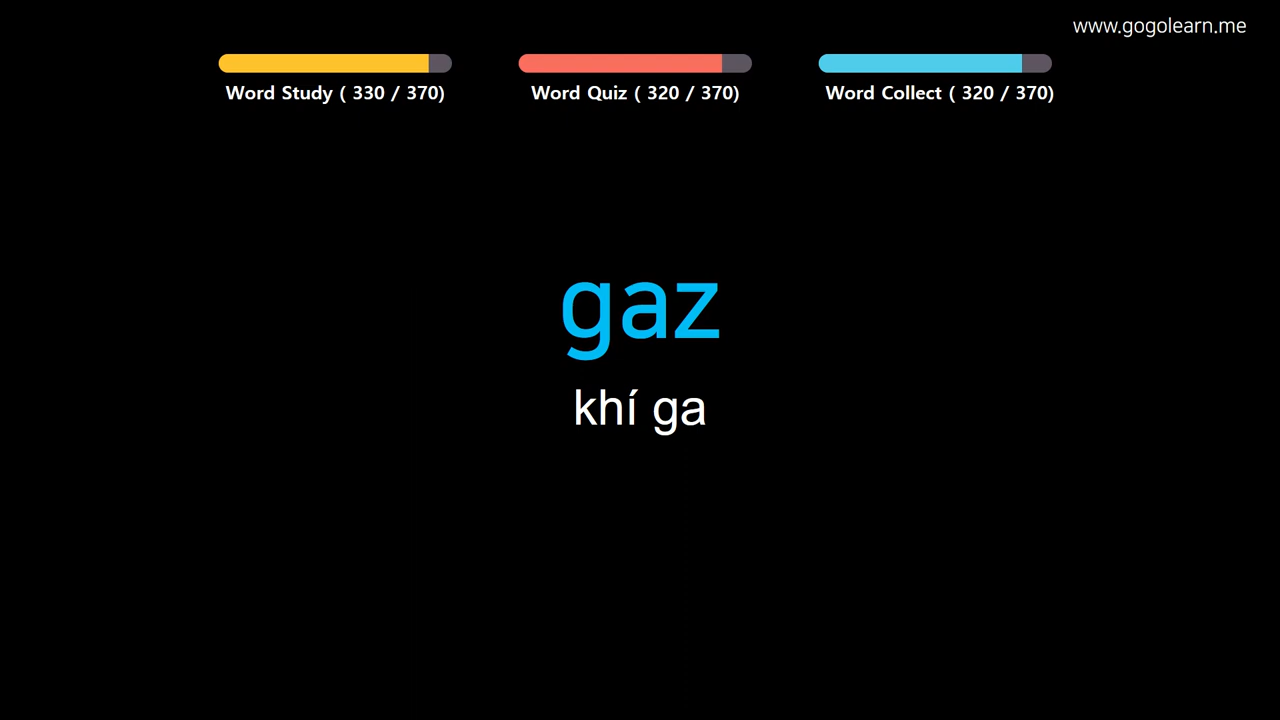 www.gogolearn.me
Word Study ( 330 / 370)
Word Quiz ( 320 / 370)
Word Collect ( 320 / 370)
gaz
khí ga